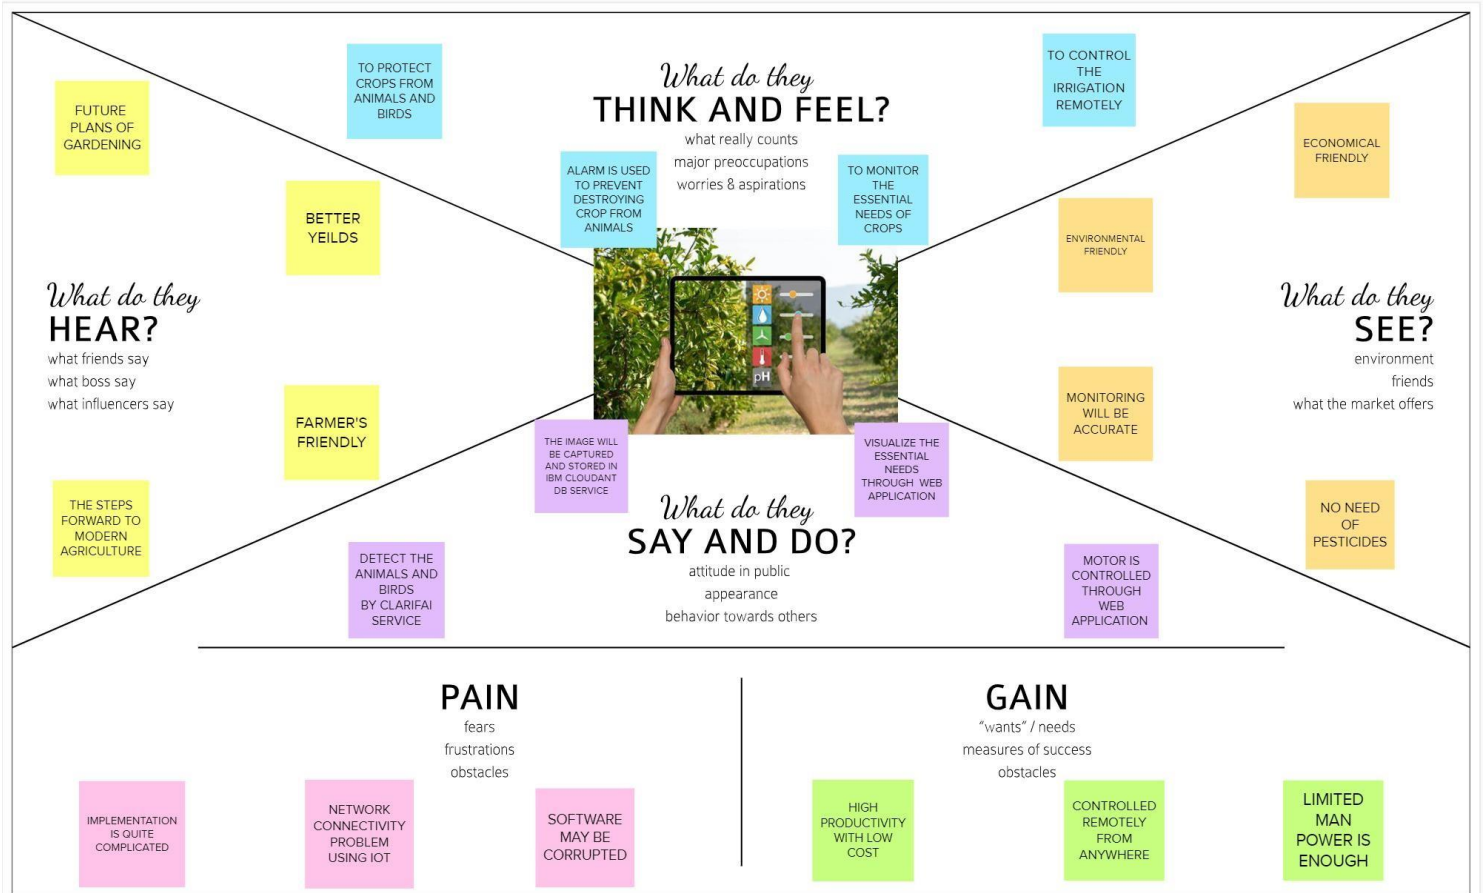 What do they
THINK AND FEEL?
what really counts
major preoccupations
worries & aspirations
TO PROTECT
CROPS FROM
ANIMALS AND
BIRDS
ALARM IS USED
TO PREVENT
DESTROYING
CROP FROM
ANIMALS
TO MONITOR
THE
ESSENTIAL
NEEDS OF
CROPS
TO CONTROL
THE
IRRIGATION
REMOTELY
What do they
HEAR?
what friends say
what boss say
what influencers say
FUTURE
PLANS OF
GARDENING
BETTER
YEILDS
FARMER'S
FRIENDLY
THE STEPS
FORWARD TO
MODERN
AGRICULTURE
pH
What do they
SEE?
environment
friends
what the market offers
ECONOMICAL
FRIENDLY
ENVIRONMENTAL
FRIENDLY
MONITORING
WILL BE
ACCURATE
NO NEED
OF
PESTICIDES
What do they
SAY AND DO?
attitude in public
appearance
behavior towards others
THE IMAGE WILL
BE CAPTURED
AND STORED IN
IBM CLOUDANT
DB SERVICE
VISUALIZE THE
ESSENTIAL
NEEDS
THROUGH WEB
APPLICATION
DETECT THE
ANIMALS AND
BIRDS
BY CLARIFAI
SERVICE
MOTOR IS
CONTROLLED
THROUGH
WEB
APPLICATION
PAIN
fears
frustrations
obstacles
IMPLEMENTATION
IS QUITE
COMPLICATED
NETWORK
CONNECTIVITY
PROBLEM
USING IOT
SOFTWARE
MAY BE
CORRUPTED
GAIN
"wants" / needs
measures of success
obstacles
HIGH
PRODUCTIVITY
WITH LOW
COST
CONTROLLED
REMOTELY
FROM
ANYWHERE
LIMITED
MAN
POWER IS
ENOUGH